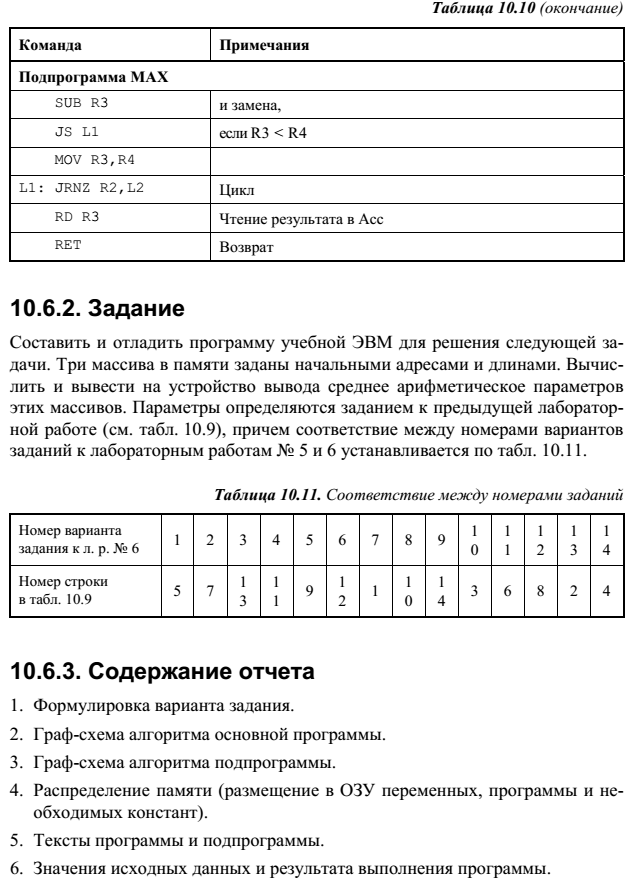 Таблица 10.10 (окончание)
Команда Примечания
Подпрограмма MAX
SUB R3 и замена,
JS L1 если R3 < R4
MOV R3,R4
L1: JRNZ R2,L2 Цикл
RD R3 Чтение результата в Acc
RET Возврат
10.6.2. Задание
Составить и отладить программу учебной ЭВМ для решения следующей за-
дачи. Три массива в памяти заданы начальными адресами и длинами. Вычис-
лить и вывести на устройство вывода среднее арифметическое параметров
этих массивов. Параметры определяются заданием к предыдущей лаборатор-
ной работе (см. табл. 10.9), причем соответствие между номерами вариантов
заданий к лабораторным работам № 5 и 6 устанавливается по табл. 10.11.
Таблица 10.11. Соответствие между номерами заданий
Номер варианта
задания к л. р. № 6 1 2 3 4 5 6 7 8 9 10 11 12 13 14
Номер строки
в табл. 10.9 5 7 13 11 9 12 1 10 14 3 6 8 2 4
10.6.3. Содержание отчета
1. Формулировка варианта задания.
2. Граф-схема алгоритма основной программы.
3. Граф-схема алгоритма подпрограммы.
4. Распределение памяти (размещение в ОЗУ переменных, программы и не-
обходимых констант).
5. Тексты программы и подпрограммы.
6. Значения исходных данных и результата выполнения программы.